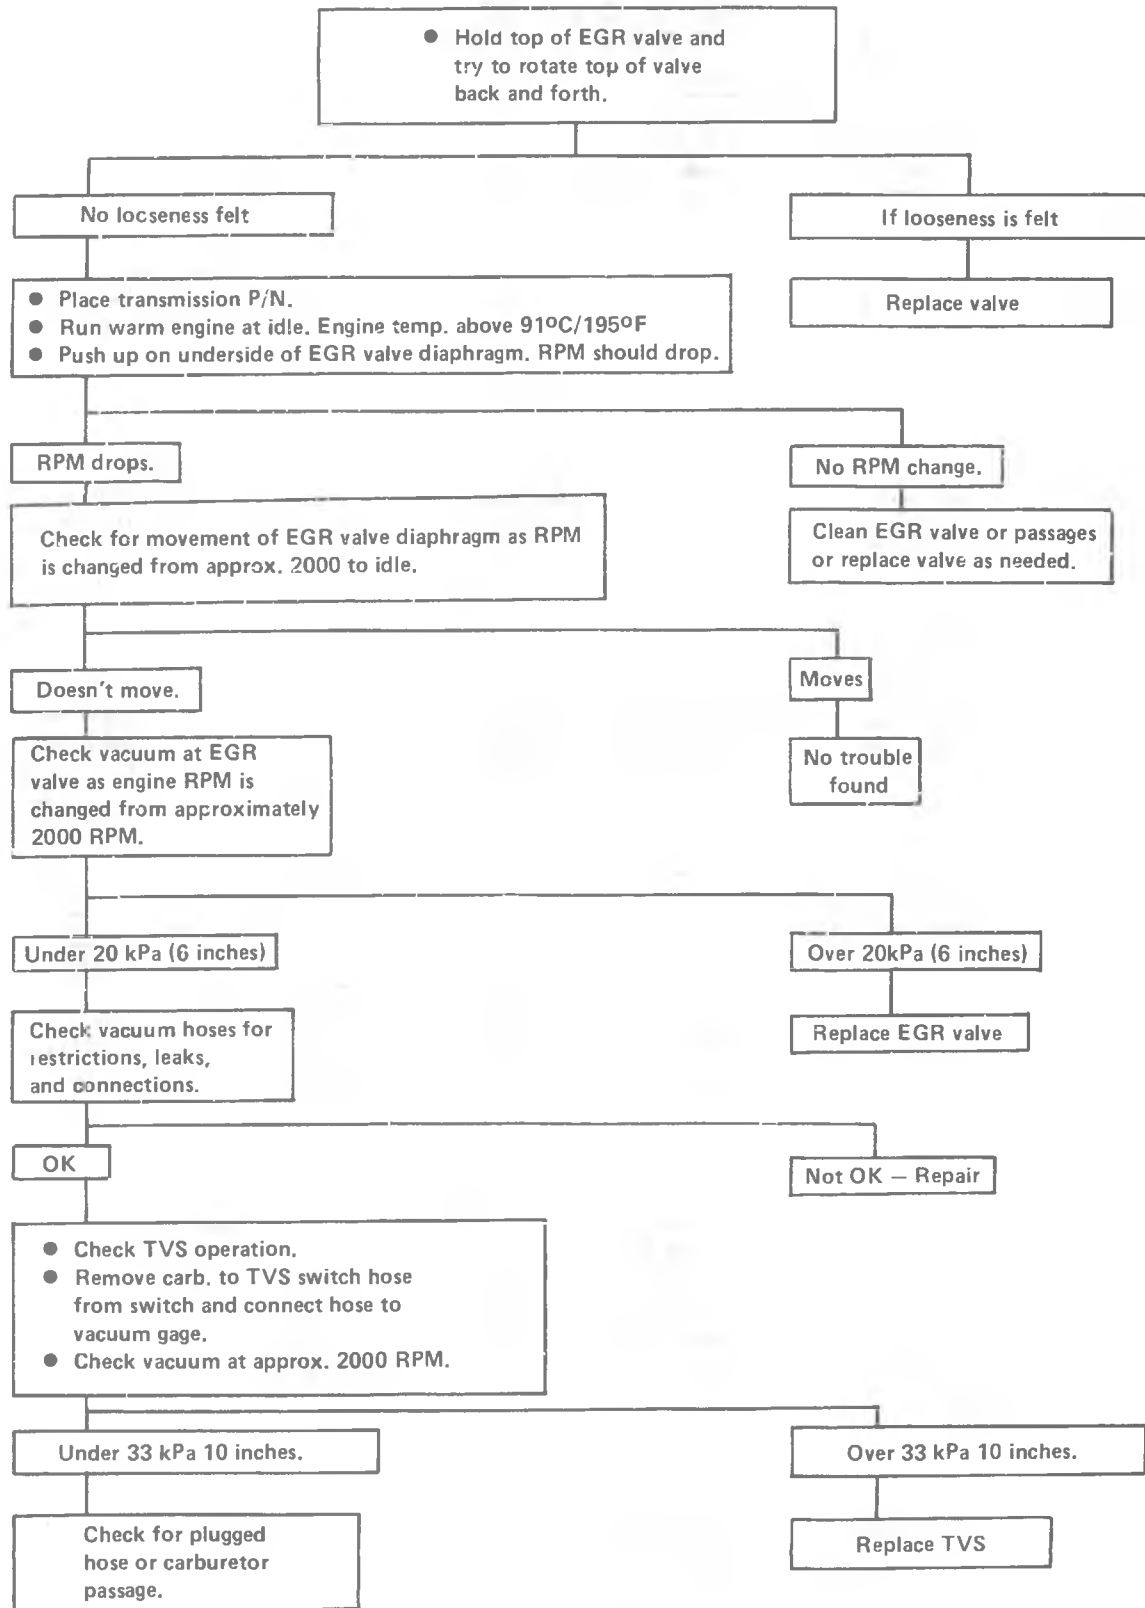 ● Hold top of EGR valve and
try to rotate top of valve
back and forth.
No looseness felt
If looseness is felt
● Place transmission P/N.
● Run warm engine at idle. Engine temp. above 91ºC/195ºF
● Push up on underside of EGR valve diaphragm. RPM should drop.
Replace valve
RPM drops.
No RPM change.
Check for movement of EGR valve diaphragm as RPM
is changed from approx. 2000 to idle.
Clean EGR valve or passages
or replace valve as needed.
Doesn't move.
Moves
Check vacuum at EGR
valve as engine RPM is
changed from approximately
2000 RPM.
No trouble
found
Under 20 kPa (6 inches)
Over 20kPa (6 inches)
Check vacuum hoses for
restrictions, leaks,
and connections.
Replace EGR valve
OK
Not OK — Repair
● Check TVS operation.
● Remove carb. to TVS switch hose
from switch and connect hose to
vacuum gage.
● Check vacuum at approx. 2000 RPM.
Under 33 kPa 10 inches.
Over 33 kPa 10 inches.
Check for plugged
hose or carburetor
passage.
Replace TVS